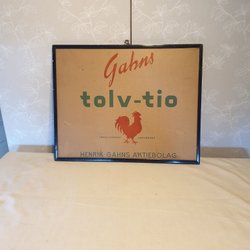 Gahns
tolv-tio
HENRIK GAHNS AKTIEBOLAG